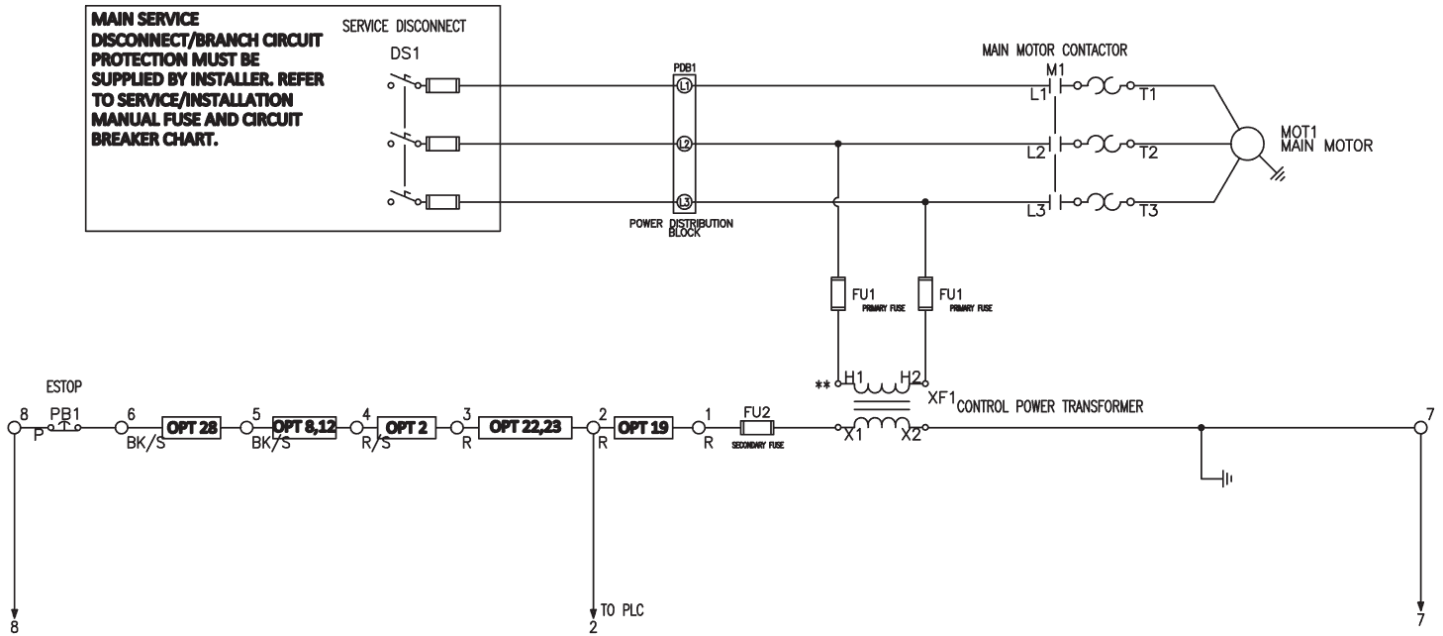 MAIN SERVICE
DISCONNECT/BRANCH CIRCUIT
PROTECTION MUST BE
SUPPLIED BY INSTALLER. REFER
TO SERVICE/INSTALLATION
MANUAL FUSE AND CIRCUIT
BREAKER CHART.
SERVICE DISCONNECT
DS1
PDB1
L1
L2
L3
POWER DISTRIBUTION
BLOCK
MAIN MOTOR CONTACTOR
M1
L1 T1
L2 T2
L3 T3
MOT1
MAIN MOTOR
FU1
PRIMARY FUSE
FU1
PRIMARY FUSE
** H1 H2
XF1
CONTROL POWER TRANSFORMER
X1 X2
ESTOP
8 PB1 6 5 4 3 2 1 FU2 7
P BK/S OPT 28 BK/S OPT 8,12 R/S OPT 2 R OPT 22,23 R OPT 19 R
SECONDARY FUSE
TO PLC
8 2 7